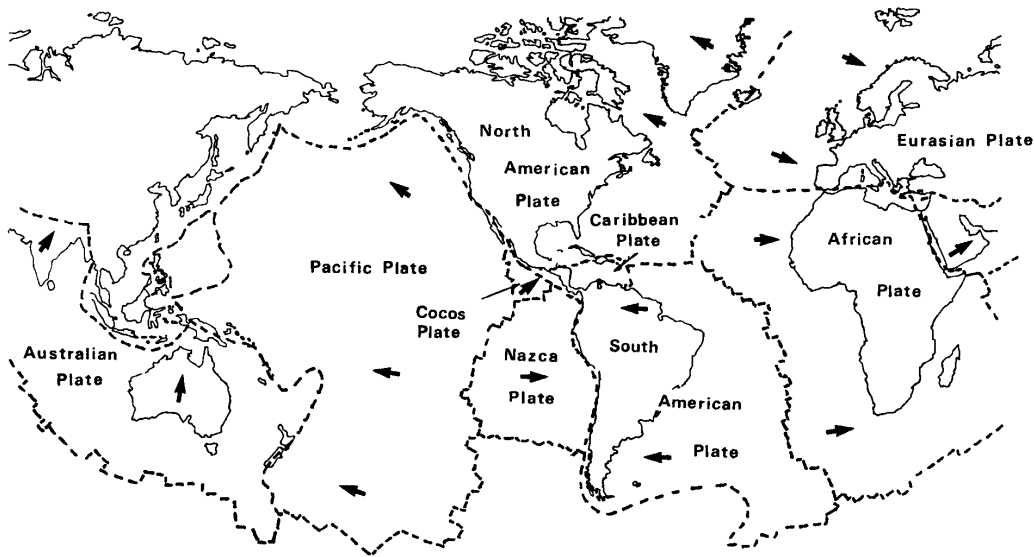 North
American
Plate
Eurasian Plate
Caribbean
Plate
African
Plate
Pacific Plate
Cocos
Plate
Australian
Plate
Nazca
Plate
South
American
Plate